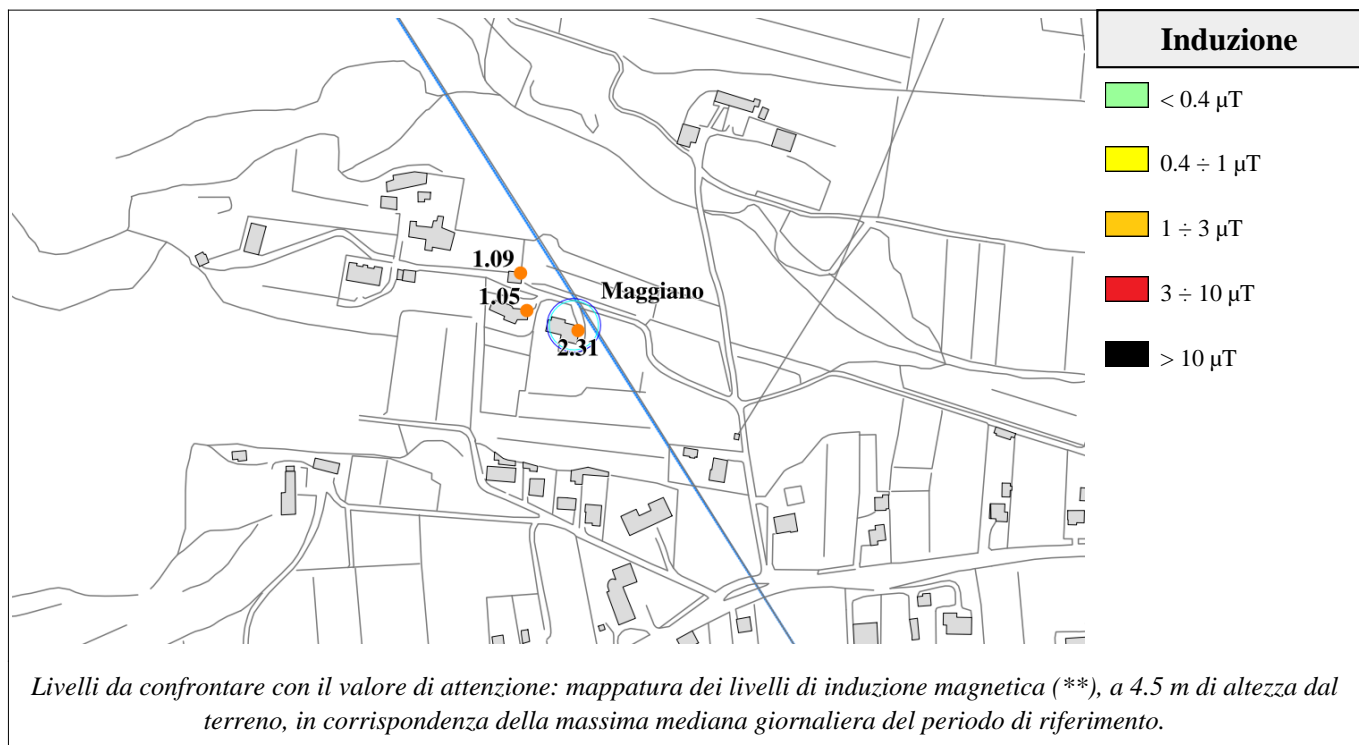 Induzione
< 0.4 µT
0.4 ÷ 1 µT
1 ÷ 3 µT
3 ÷ 10 µT
> 10 µT
1.09
1.05
Maggiano
2.31
Livelli da confrontare con il valore di attenzione: mappatura dei livelli di induzione magnetica (**), a 4.5 m di altezza dal
terreno, in corrispondenza della massima mediana giornaliera del periodo di riferimento.